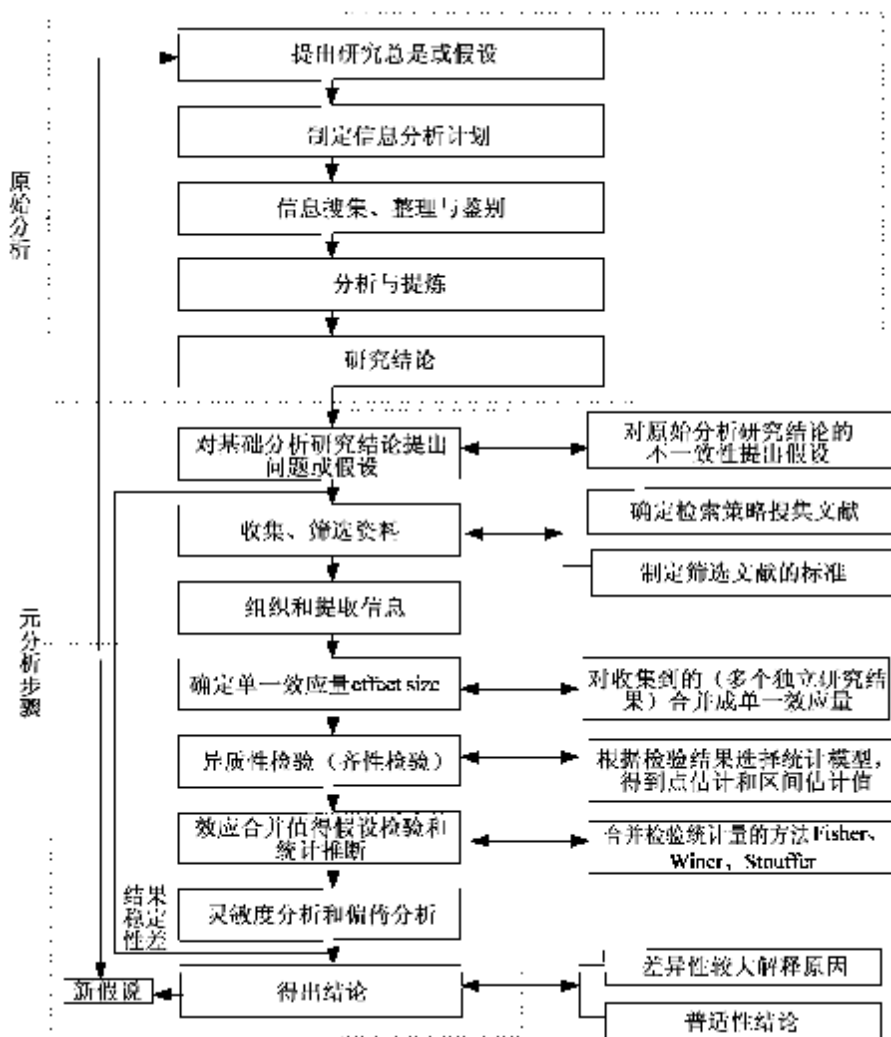 提出研究总是或假设
制定信息分析计划
信息搜集、整理与鉴别
分析与提炼
研究结论
原始分析
对基础分析研究结论提出
问题或假设
对原始分析研究结论的
不一致性提出假设
收集、筛选资料
确定检索策略搜集文献
制定筛选文献的标准
组织和提取信息
元分析步骤
确定单一效应量effect size
对收集到的（多个独立研究结
果）合并成单一效应量
异质性检验（齐性检验）
根据检验结果选择统计模型，
得到点估计和区间估计值
效应合并值得假设检验和
统计推断
合并检验统计量的方法Fisher、
Winer、Stouffer
结果
稳定
性差
灵敏度分析和偏倚分析
新假说
得出结论
差异性较大解释原因
普适性结论